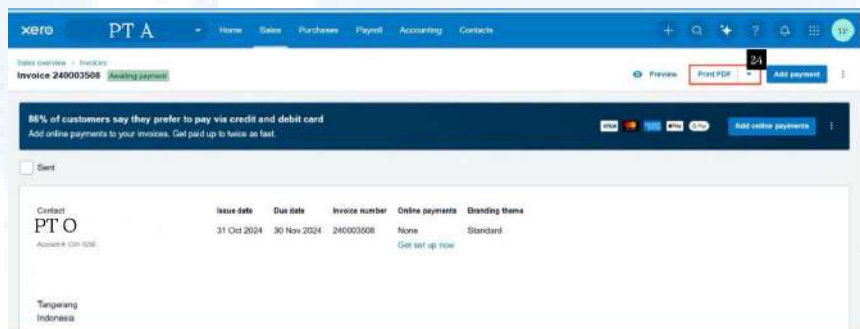 xero PT A Home Sales Purchases Payroll Accounting Contacts TP
Sales overview > Invoices
Invoice 240003508 Awaiting payment Preview Print PDF 24 Add payment
86% of customers say they prefer to pay via credit and debit card
Add online payments to your invoices. Get paid up to twice as fast.
VISA Pay G Pay Add online payments
Sent
Contact Issue date Due date Invoice number Online payments Branding theme
PT O 31 Oct 2024 30 Nov 2024 240003508 None Standard
Get set up now
Tangerang
Indonesia